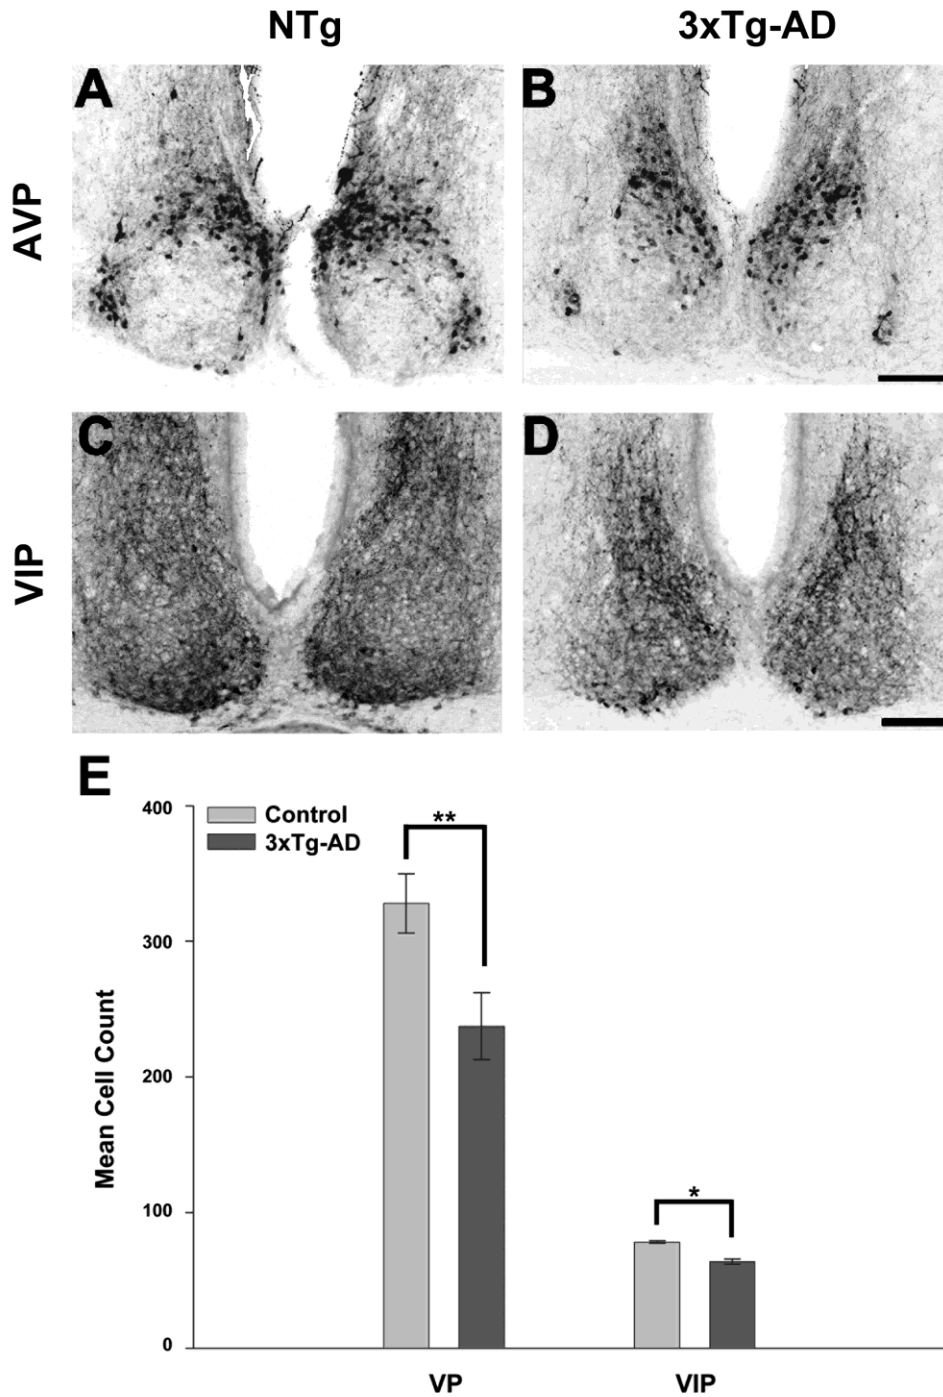 NTg 3xTg-AD
A B
AVP
C D
VIP
E
400 Control
3xTg-AD
**
300
200
100
*
0
Mean Cell Count
VP VIP